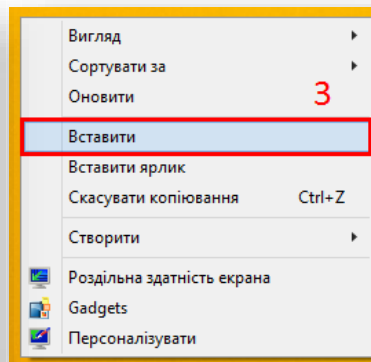 Вигляд
Сортувати за
Оновити
3
Вставити
Вставити ярлик
Скасувати копіювання Ctrl+Z
Створити
Роздільна здатність екрана
Gadgets
Персоналізувати